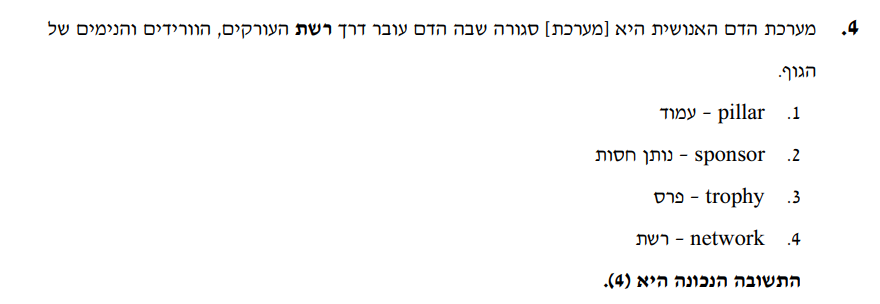 4. מערכת הדם האנושית היא [מערכת] סגורה שבה הדם עובר דרך רשת העורקים, הוורידים והנימים של
הגוף.
1. pillar – עמוד
2. sponsor – נותן חסות
3. trophy – פרס
4. network – רשת
התשובה הנכונה היא (4).